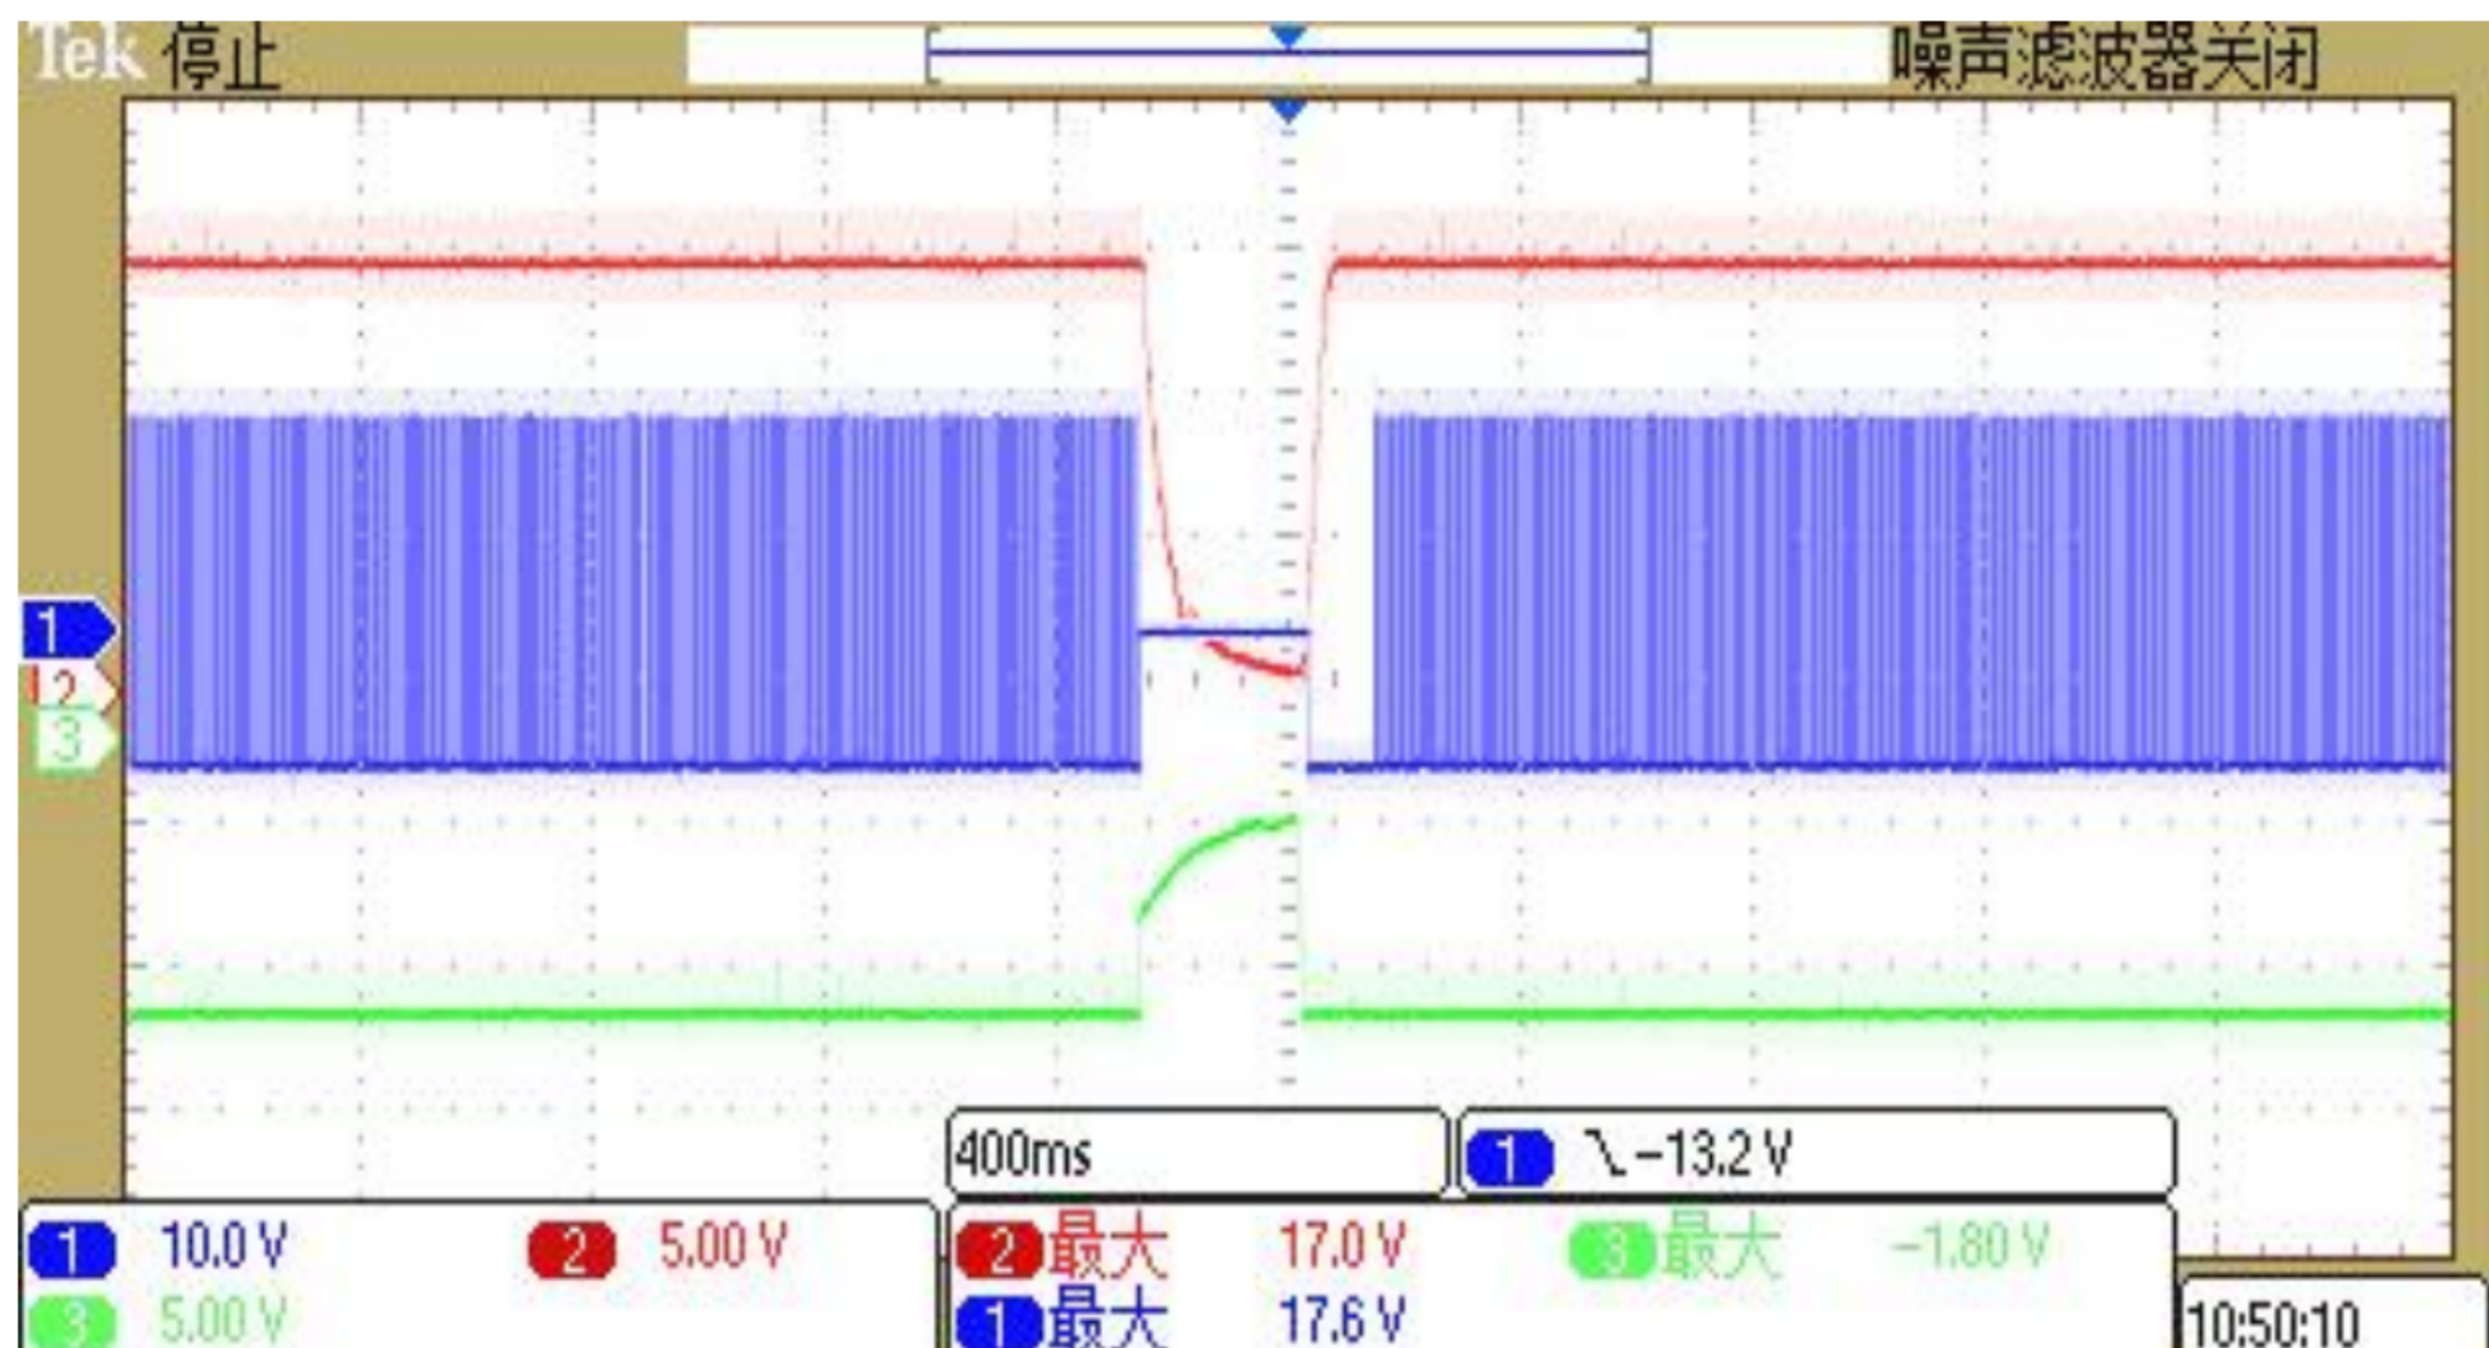 Tek 停止 噪声滤波器关闭
1
2
3
400ms 1 -13.2 V
1 10.0 V 2 5.00 V 2 最大 17.0 V 3 最大 -1.80 V
3 5.00 V 1 最大 17.6 V 10:50:10